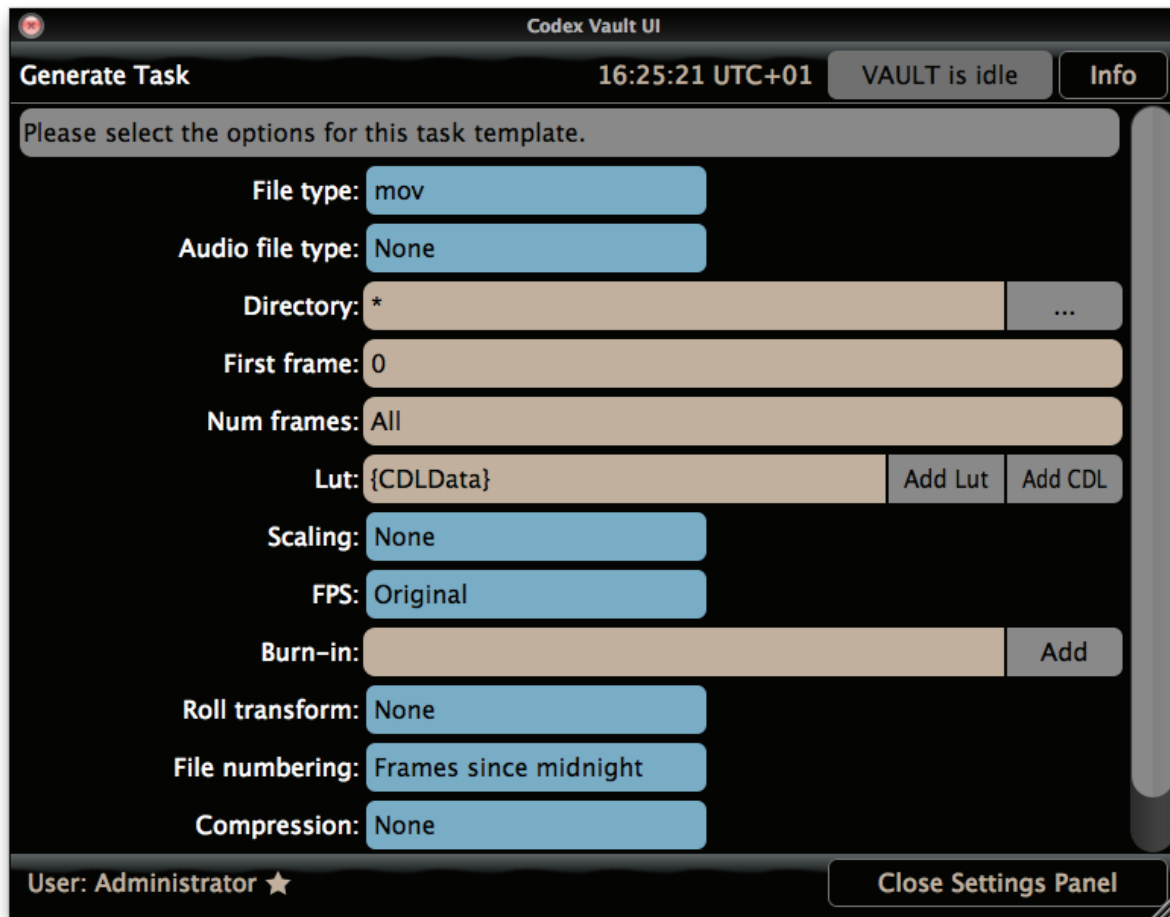 Codex Vault UI
Generate Task 16:25:21 UTC+01 VAULT is idle Info
Please select the options for this task template.
File type: mov
Audio file type: None
Directory: * ...
First frame: 0
Num frames: All
Lut: {CDLData} Add Lut Add CDL
Scaling: None
FPS: Original
Burn-in: Add
Roll transform: None
File numbering: Frames since midnight
Compression: None
User: Administrator ★ Close Settings Panel